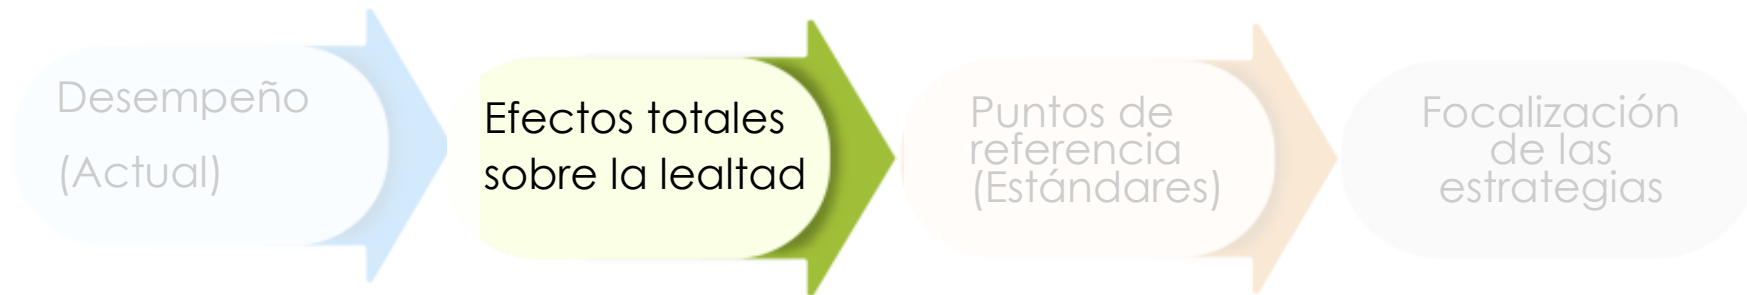 Desempeño
(Actual)
Efectos totales
sobre la lealtad
Puntos de
referencia
(Estándares)
Focalización
de las
estrategias